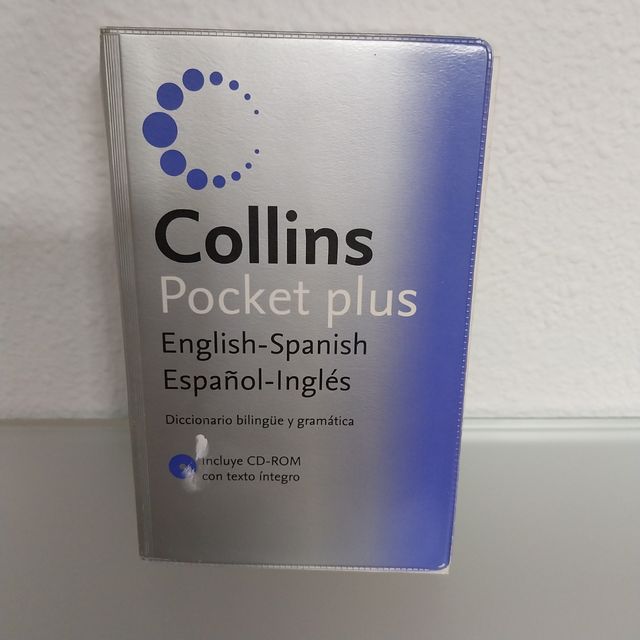 Collins
Pocket plus
English-Spanish
Español-Inglés
Diccionario bilingüe y gramática
Incluye CD-ROM
con texto íntegro